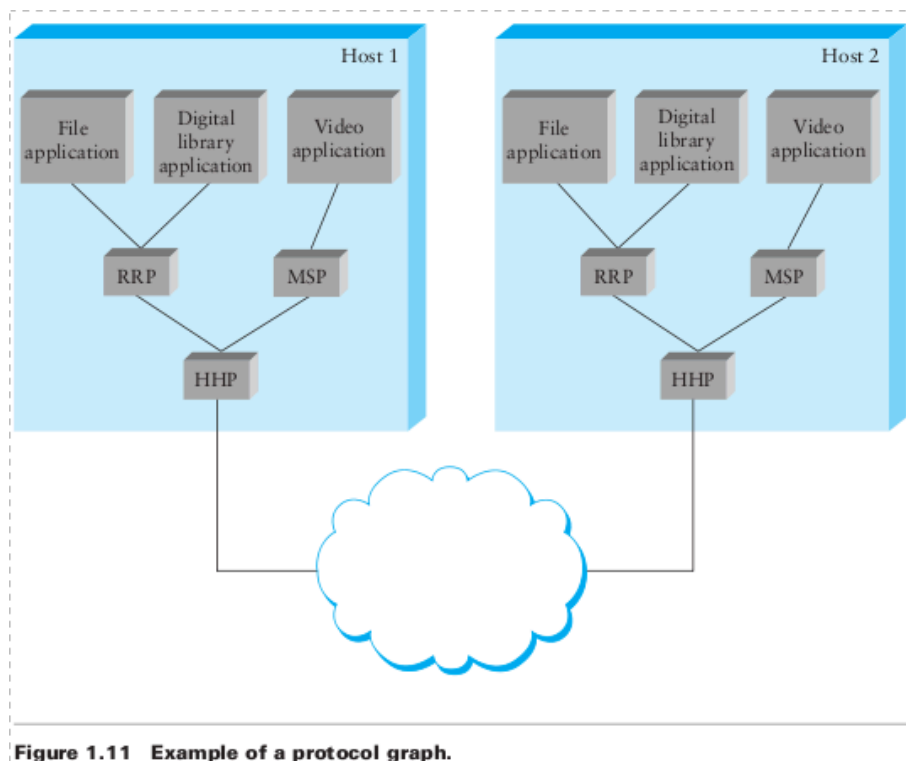 Host 1
File
application
Digital
library
application
Video
application
RRP
MSP
HHP
Host 2
File
application
Digital
library
application
Video
application
RRP
MSP
HHP
Figure 1.11 Example of a protocol graph.